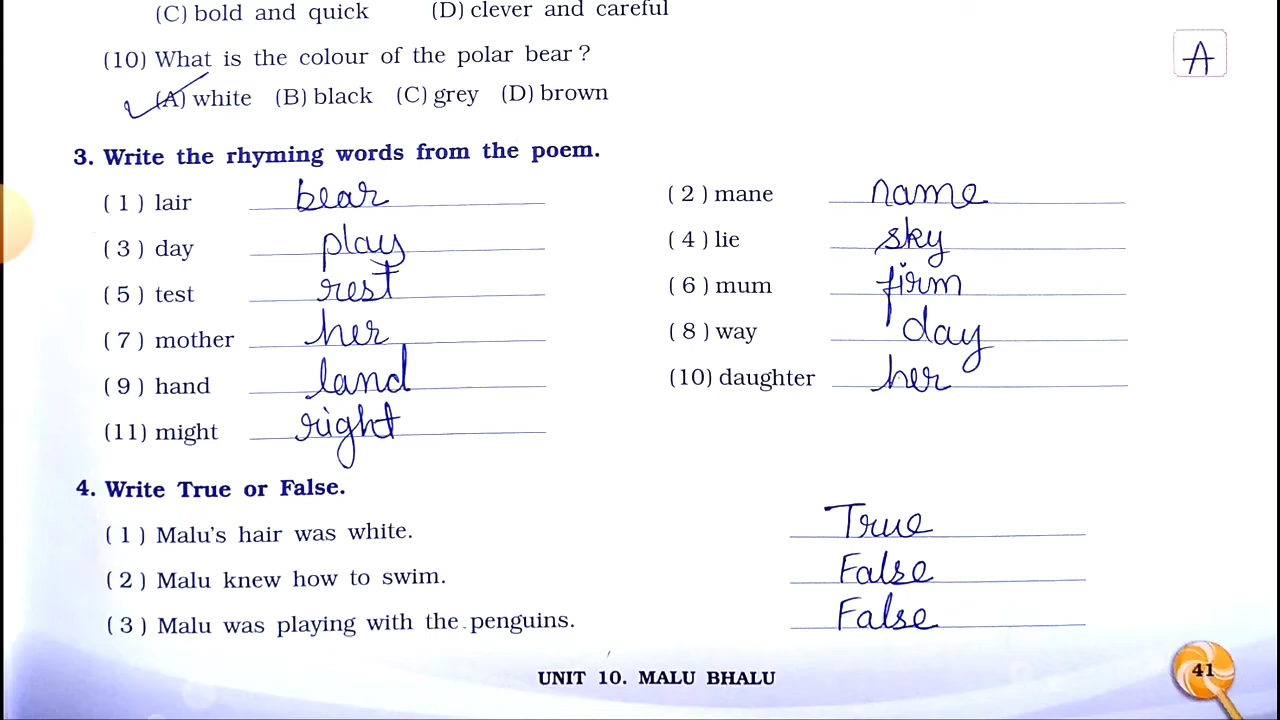 (C) bold and quick (D) clever and careful
(10) What is the colour of the polar bear ?
(A) white (B) black (C) grey (D) brown
A
3. Write the rhyming words from the poem.
( 1 ) lair bear ( 2 ) mane name
( 3 ) day play ( 4 ) lie sky
( 5 ) test rest ( 6 ) mum firm
( 7 ) mother her ( 8 ) way day
( 9 ) hand land (10) daughter her
(11) might right
4. Write True or False.
( 1 ) Malu's hair was white. True
( 2 ) Malu knew how to swim. False
( 3 ) Malu was playing with the penguins. False
UNIT 10. MALU BHALU
41